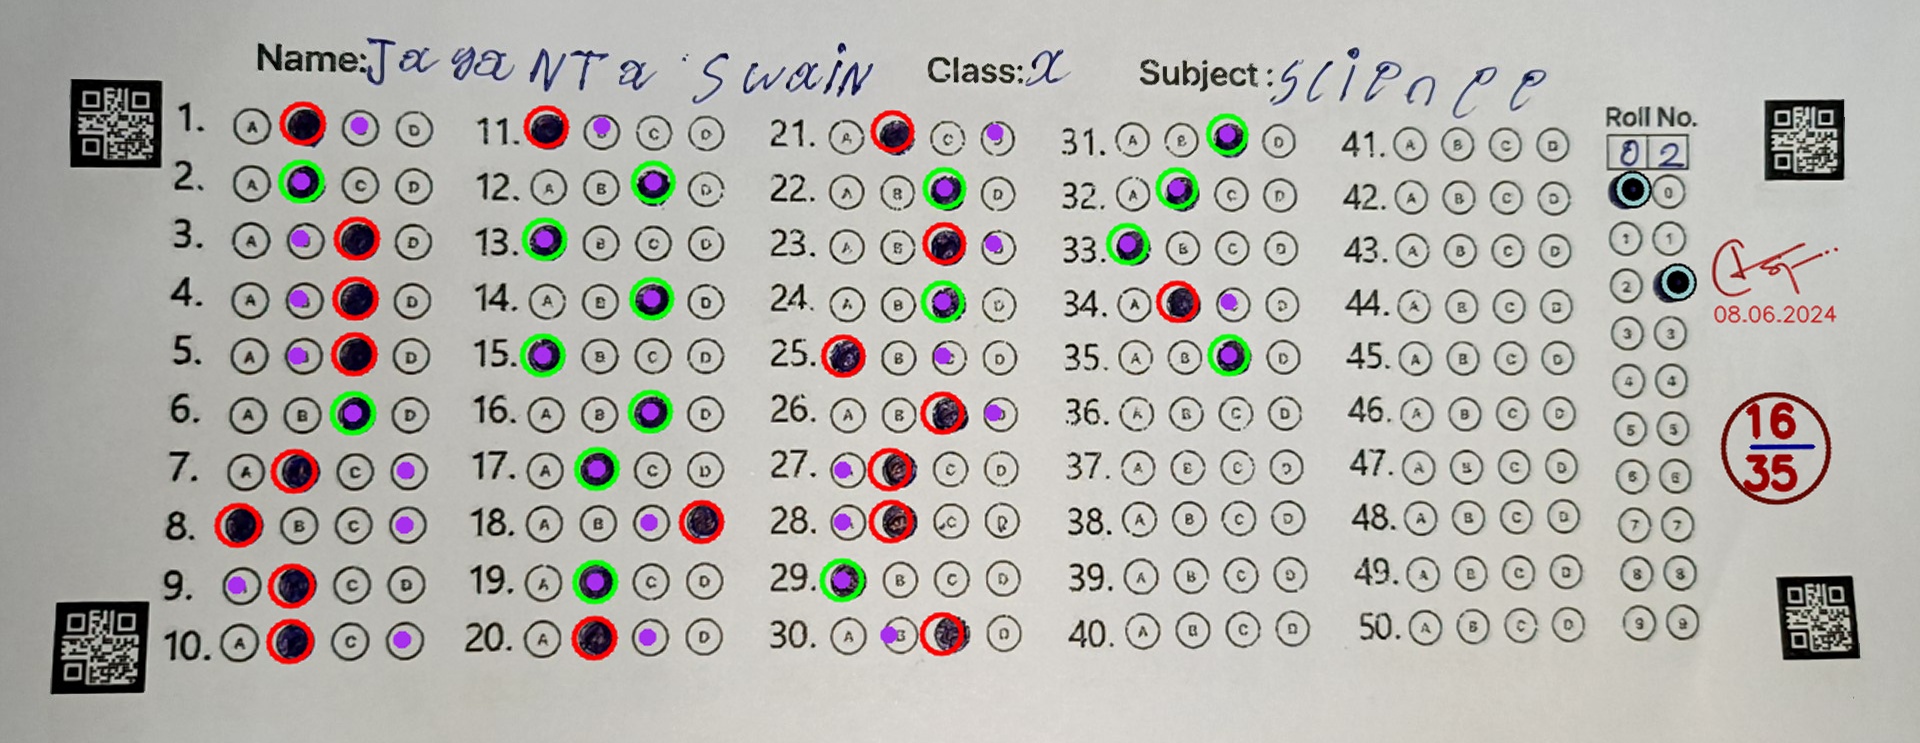 Name: JayaNTa Swain Class: X Subject: Science
Roll No.
1. A D 11. C D 21. A C 31. A B D 41. A B C D
0 2
2. A C D 12. A B D 22. A B D 32. A C D 42. A B C D 0
3. A D 13. B C D 23. A B 33. B C D 43. A B C D 1 1
4. A D 14. A B D 24. A B D 34. A D 44. A B C D 2
08.06.2024
5. A D 15. B C D 25. B D 35. A B D 45. A B C D 3 3
4 4
6. A B D 16. A B D 26. A B 36. A B C D 46. A B C D 5 5
16
35
7. A C 17. A C D 27. C D 37. A B C D 47. A B C D 6 6
8. B C 18. A B 28. C D 38. A B C D 48. A B C D 7 7
9. C D 19. A C D 29. B C D 39. A B C D 49. A B C D 8 8
10. A C 20. A D 30. A B D 40. A B C D 50. A B C D 9 9